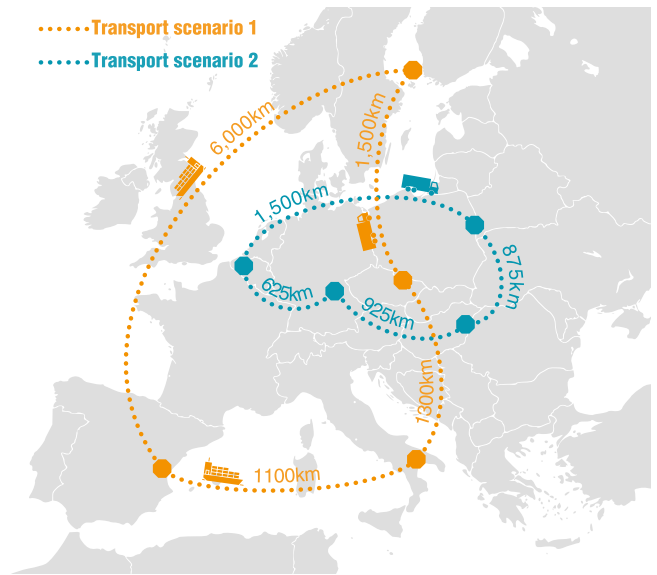 Transport scenario 1
Transport scenario 2
6,000km
1,500km
1,500km
875km
625km
925km
1300km
1100km